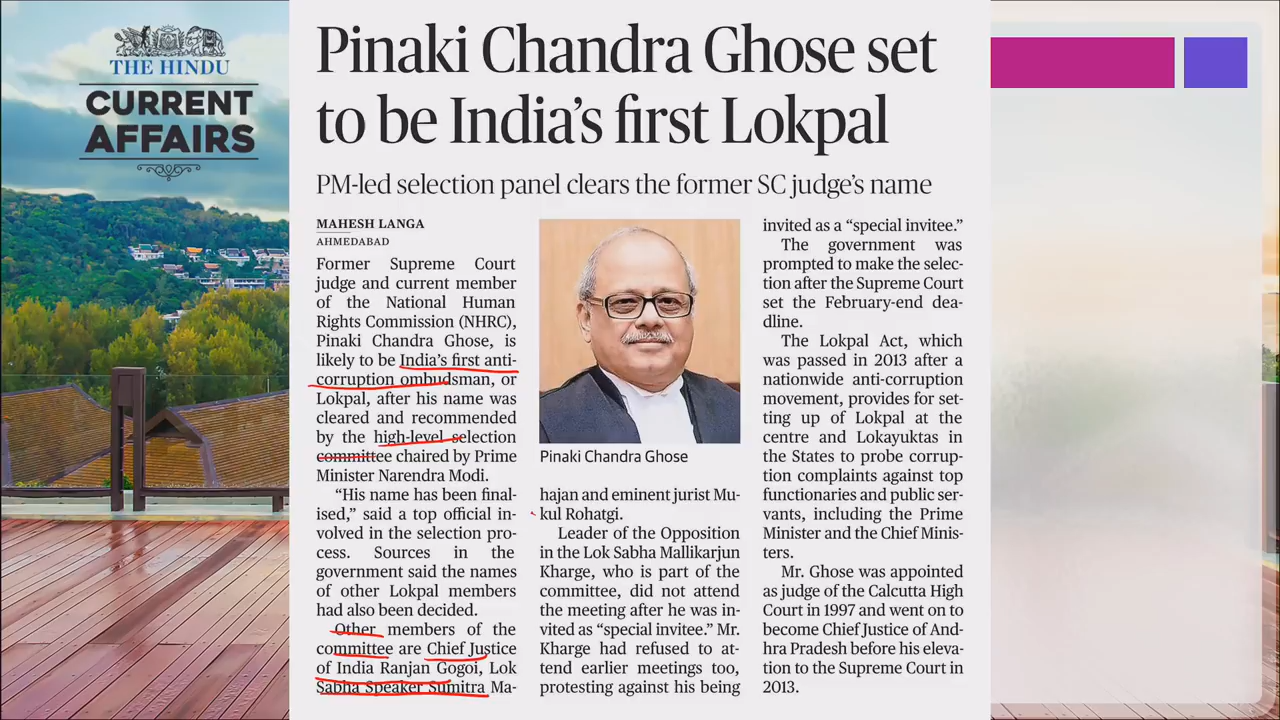 THE HINDU
CURRENT
AFFAIRS
Pinaki Chandra Ghose set
to be India’s first Lokpal
PM-led selection panel clears the former SC judge’s name
MAHESH LANGA
AHMEDABAD
Former Supreme Court
judge and current member
of the National Human
Rights Commission (NHRC),
Pinaki Chandra Ghose, is
likely to be India’s first anti-
corruption ombudsman, or
Lokpal, after his name was
cleared and recommended
by the high-level selection
committee chaired by Prime
Minister Narendra Modi.
“His name has been final-
ised,” said a top official in-
volved in the selection pro-
cess. Sources in the
government said the names
of other Lokpal members
had also been decided.
Other members of the
committee are Chief Justice
of India Ranjan Gogoi, Lok
Sabha Speaker Sumitra Ma-
Pinaki Chandra Ghose
hajan and eminent jurist Mu-
kul Rohatgi.
Leader of the Opposition
in the Lok Sabha Mallikarjun
Kharge, who is part of the
committee, did not attend
the meeting after he was in-
vited as “special invitee.” Mr.
Kharge had refused to at-
tend earlier meetings too,
protesting against his being
invited as a “special invitee.”
The government was
prompted to make the selec-
tion after the Supreme Court
set the February-end dea-
dline.
The Lokpal Act, which
was passed in 2013 after a
nationwide anti-corruption
movement, provides for set-
ting up of Lokpal at the
centre and Lokayuktas in
the States to probe corrup-
tion complaints against top
functionaries and public ser-
vants, including the Prime
Minister and the Chief Minis-
ters.
Mr. Ghose was appointed
as judge of the Calcutta High
Court in 1997 and went on to
become Chief Justice of And-
hra Pradesh before his eleva-
tion to the Supreme Court in
2013.